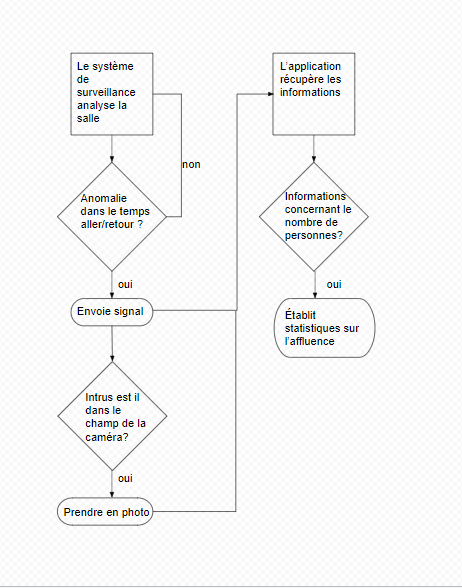 Le système
de
surveillance
analyse la
salle
non
Anomalie
dans le temps
aller/retour ?
oui
Envoie signal
Intrus est il
dans le
champ de la
caméra?
oui
Prendre en photo
L'application
récupère les
informations
Informations
concernant le
nombre de
personnes?
oui
Établit
statistiques sur
l'affluence